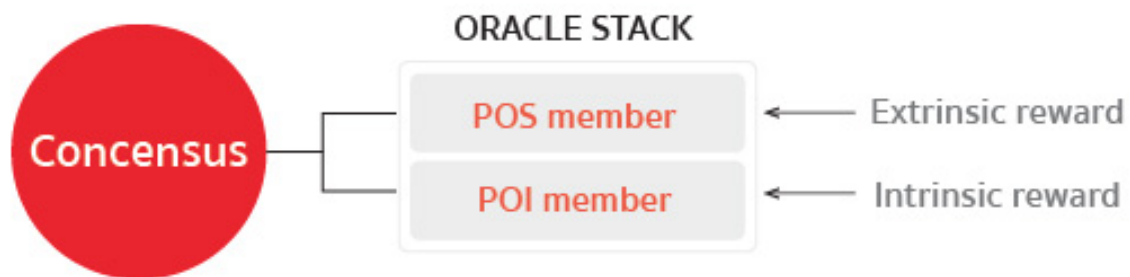 ORACLE STACK
Concensus
POS member
Extrinsic reward
POI member
Intrinsic reward